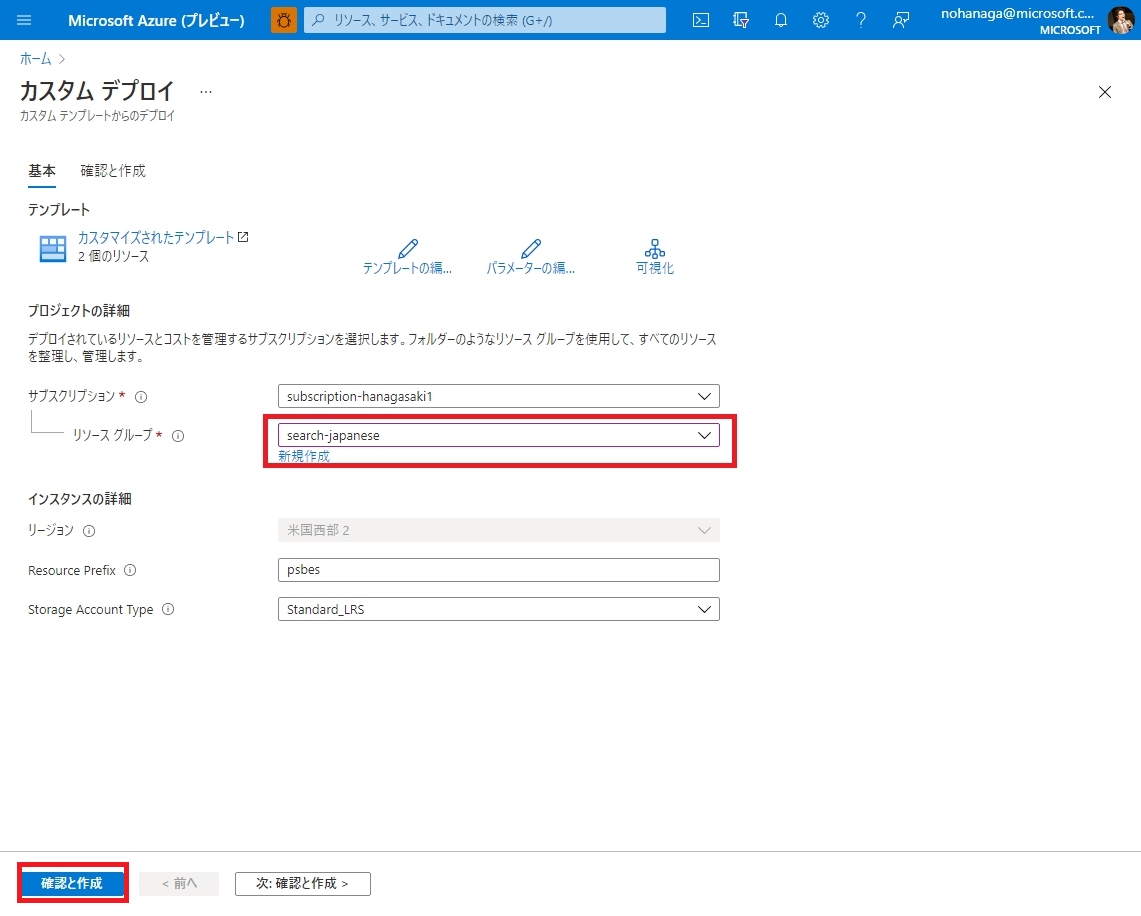 Microsoft Azure (プレビュー)
リソース、サービス、ドキュメントの検索 (G+/)
nohanaga@microsoft.c...
MICROSOFT
ホーム >
カスタム デプロイ ...
カスタム テンプレートからのデプロイ
基本 確認と作成
テンプレート
カスタマイズされたテンプレート
2 個のリソース
テンプレートの編... パラメーターの編... 可視化
プロジェクトの詳細
デプロイされているリソースとコストを管理するサブスクリプションを選択します。フォルダーのようなリソース グループを使用して、すべてのリソース
を整理し、管理します。
サブスクリプション * subscription-hanagasaki1
リソース グループ * search-japanese
新規作成
インスタンスの詳細
リージョン 米国西部 2
Resource Prefix psbes
Storage Account Type Standard_LRS
確認と作成 < 前へ 次: 確認と作成 >